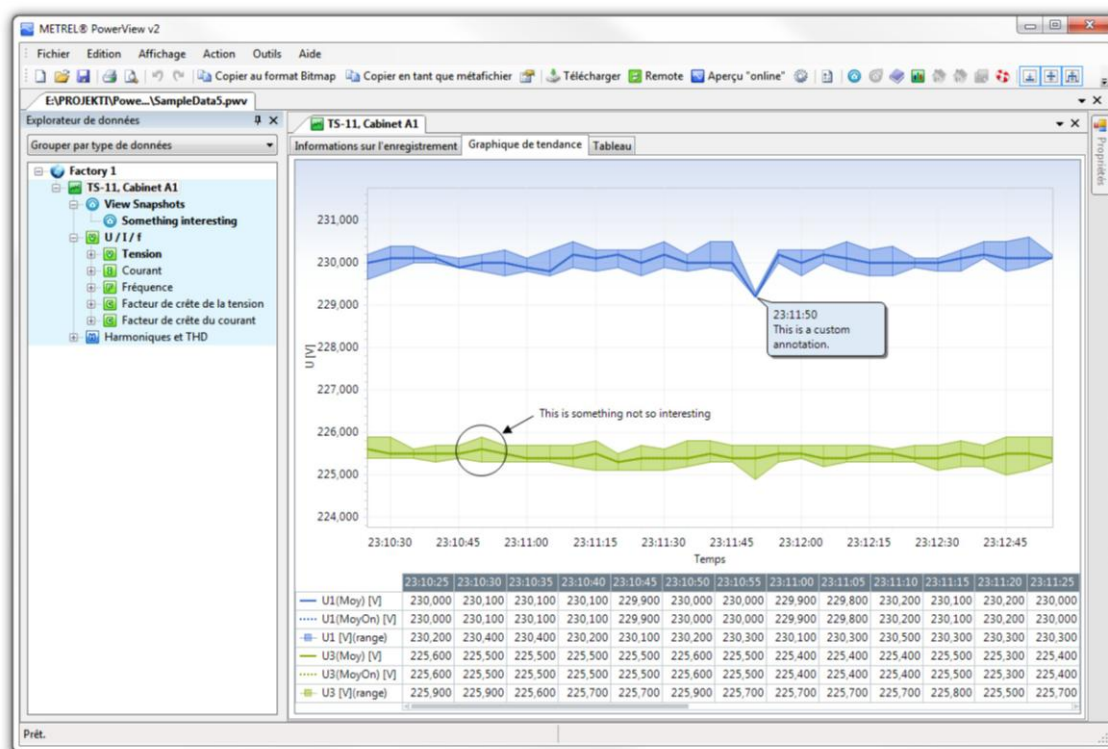 METREL® PowerView v2
Fichier Edition Affichage Action Outils Aide
Copier au format Bitmap Copier en tant que métafichier Télécharger Remote Aperçu "online"
E:\PROJEKTI\Powe...\SampleData5.pwv
Explorateur de données
Grouper par type de données
Factory 1
TS-11, Cabinet A1
View Snapshots
Something interesting
U / I / f
Tension
Courant
Fréquence
Facteur de crête de la tension
Facteur de crête du courant
Harmoniques et THD
TS-11, Cabinet A1
Informations sur l'enregistrement Graphique de tendance Tableau
Propriétés
U [V]
231,000
230,000
229,000
228,000
227,000
226,000
225,000
224,000
23:11:50
This is a custom
annotation.
This is something not so interesting
23:10:30 23:10:45 23:11:00 23:11:15 23:11:30 23:11:45 23:12:00 23:12:15 23:12:30 23:12:45
Temps
23:10:25 23:10:30 23:10:35 23:10:40 23:10:45 23:10:50 23:10:55 23:11:00 23:11:05 23:11:10 23:11:15 23:11:20 23:11:25
U1(Moy) [V] 230,000 230,100 230,100 230,100 229,900 230,000 230,000 229,900 229,800 230,200 230,100 230,200 230,000
U1(MoyOn) [V] 230,000 230,100 230,100 230,100 229,900 230,000 230,000 229,900 229,800 230,200 230,100 230,200 230,000
U1 [V](range) 230,200 230,400 230,400 230,200 230,100 230,200 230,300 230,100 230,300 230,500 230,300 230,300 230,300
U3(Moy) [V] 225,600 225,500 225,500 225,500 225,500 225,600 225,500 225,400 225,400 225,400 225,500 225,300 225,400
U3(MoyOn) [V] 225,600 225,500 225,500 225,500 225,500 225,600 225,500 225,400 225,400 225,400 225,500 225,300 225,400
U3 [V](range) 225,900 225,900 225,600 225,700 225,700 225,900 225,700 225,700 225,700 225,700 225,800 225,500 225,700
Prêt.